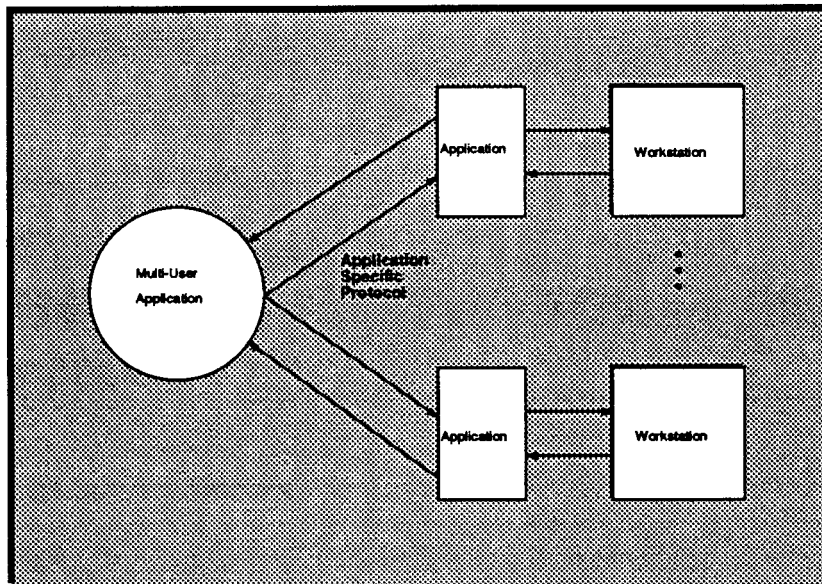 Application
Workstation
Multi-User
Application
Application
Specific
Protocol
Application
Workstation